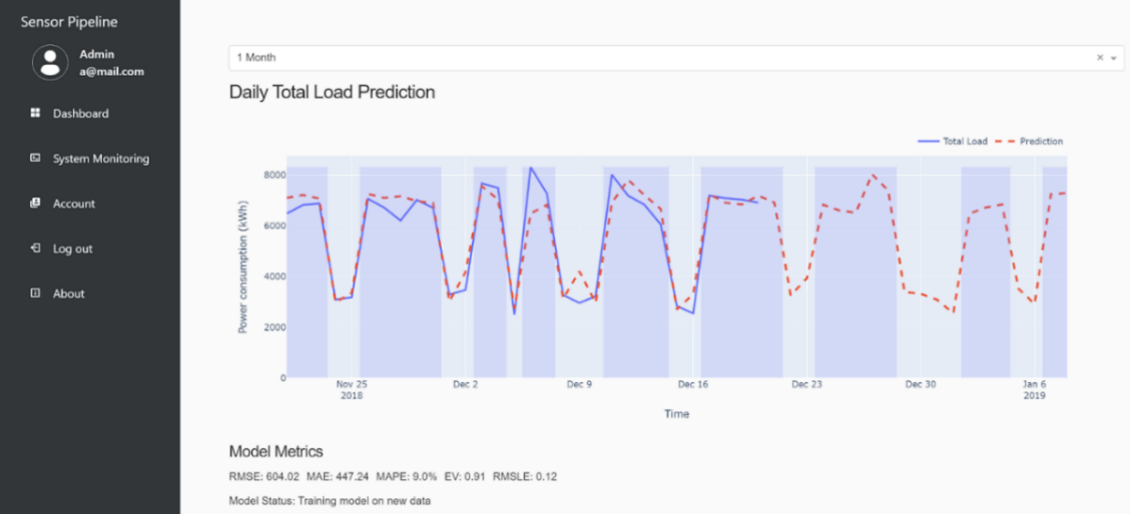 Sensor Pipeline
Admin
a@mail.com
Dashboard
System Monitoring
Account
Log out
About
1 Month
Daily Total Load Prediction
Total Load Prediction
Power consumption (kWh)
8000
6000
4000
2000
0
Nov 25 Dec 2 Dec 9 Dec 16 Dec 23 Dec 30 Jan 6
2018 2019
Time
Model Metrics
RMSE: 604.02 MAE: 447.24 MAPE: 9.0% EV: 0.91 RMSLE: 0.12
Model Status: Training model on new data